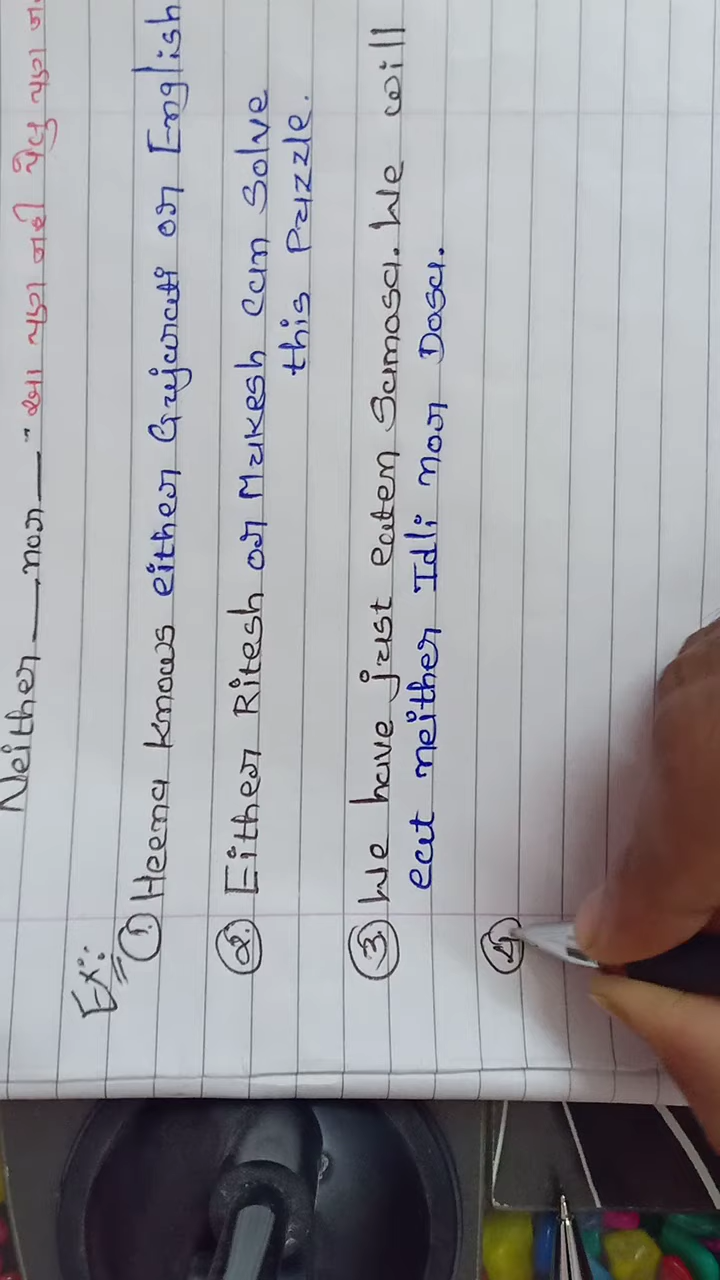 Neither ___ nor ___ " આ પણ નહી પેલુ પણ ન
Ex:
①. Heena knows either Gujarati or English
②. Either Ritesh or Mukesh can solve
this puzzle.
③. We have just eaten Samosa. We will
eat neither Idli nor Dosa.
④